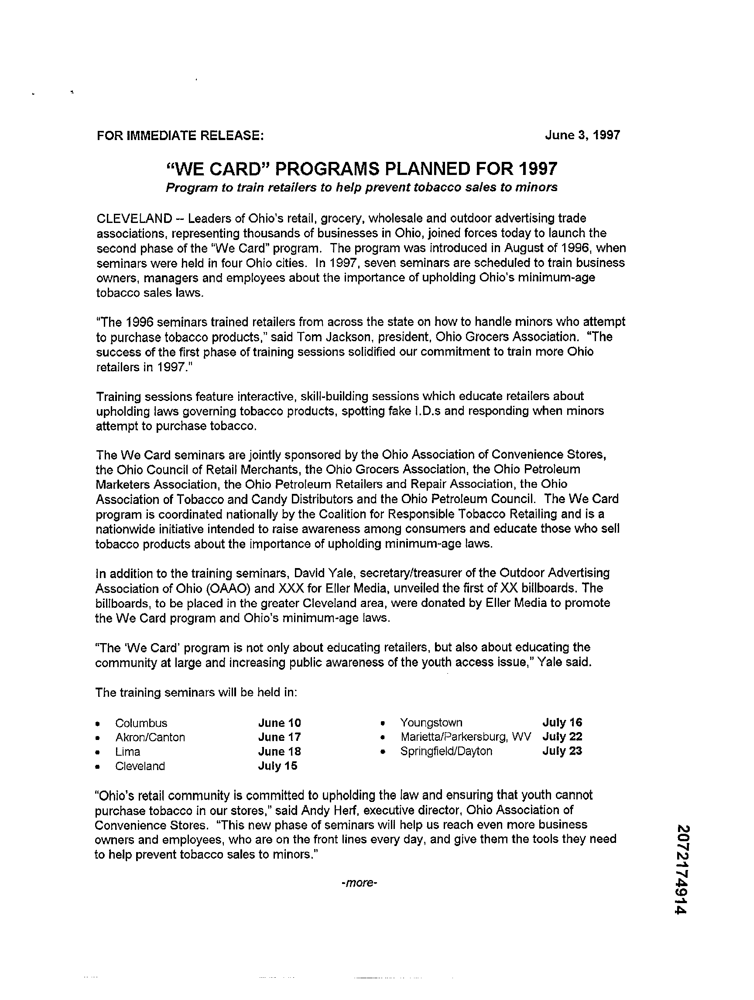 FOR IMMEDIATE RELEASE: June 3, 1997
"WE CARD" PROGRAMS PLANNED FOR 1997
Program to train retailers to help prevent tobacco sales to minors
CLEVELAND -- Leaders of Ohio's retail, grocery, wholesale and outdoor advertising trade
associations, representing thousands of businesses in Ohio, joined forces today to launch the
second phase of the "We Card" program. The program was introduced in August of 1996, when
seminars were held in four Ohio cities. In 1997, seven seminars are scheduled to train business
owners, managers and employees about the importance of upholding Ohio's minimum-age
tobacco sales laws.
"The 1996 seminars trained retailers from across the state on how to handle minors who attempt
to purchase tobacco products," said Tom Jackson, president, Ohio Grocers Association. "The
success of the first phase of training sessions solidified our commitment to train more Ohio
retailers in 1997."
Training sessions feature interactive, skill-building sessions which educate retailers about
upholding laws governing tobacco products, spotting fake I.D.s and responding when minors
attempt to purchase tobacco.
The We Card seminars are jointly sponsored by the Ohio Association of Convenience Stores,
the Ohio Council of Retail Merchants, the Ohio Grocers Association, the Ohio Petroleum
Marketers Association, the Ohio Petroleum Retailers and Repair Association, the Ohio
Association of Tobacco and Candy Distributors and the Ohio Petroleum Council. The We Card
program is coordinated nationally by the Coalition for Responsible Tobacco Retailing and is a
nationwide initiative intended to raise awareness among consumers and educate those who sell
tobacco products about the importance of upholding minimum-age laws.
In addition to the training seminars, David Yale, secretary/treasurer of the Outdoor Advertising
Association of Ohio (OAAO) and XXX for Eller Media, unveiled the first of XX billboards. The
billboards, to be placed in the greater Cleveland area, were donated by Eller Media to promote
the We Card program and Ohio's minimum-age laws.
"The 'We Card' program is not only about educating retailers, but also about educating the
community at large and increasing public awareness of the youth access issue," Yale said.
The training seminars will be held in:
• Columbus June 10 • Youngstown July 16
• Akron/Canton June 17 • Marietta/Parkersburg, WV July 22
• Lima June 18 • Springfield/Dayton July 23
• Cleveland July 15
"Ohio's retail community is committed to upholding the law and ensuring that youth cannot
purchase tobacco in our stores," said Andy Herf, executive director, Ohio Association of
Convenience Stores. "This new phase of seminars will help us reach even more business
owners and employees, who are on the front lines every day, and give them the tools they need
to help prevent tobacco sales to minors."
-more-
2072174914